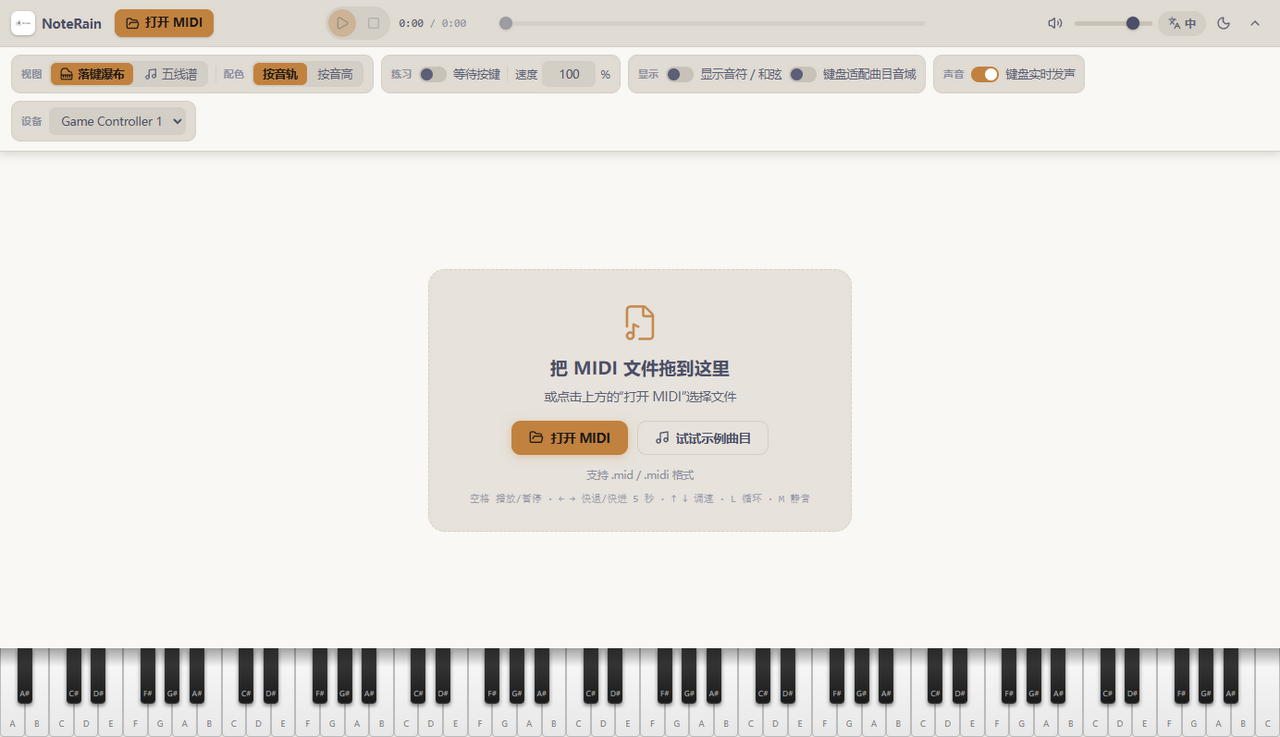 NoteRain 打开 MIDI 0:00 / 0:00 中
视图 落键瀑布 五线谱 配色 按音轨 按音高 练习 等待按键 速度 100 % 显示 显示音符 / 和弦 键盘适配曲目音域 声音 键盘实时发声
设备 Game Controller 1
把 MIDI 文件拖到这里
或点击上方的"打开 MIDI"选择文件
打开 MIDI 试试示例曲目
支持 .mid / .midi 格式
空格 播放/暂停 · ← → 快退/快进 5 秒 · ↑ ↓ 调速 · L 循环 · M 静音
A# C# D# F# G# A# C# D# F# G# A# C# D# F# G# A# C# D# F# G# A# C# D# F# G# A# C# D# F# G# A# C# D# F# G# A#
A B C D E F G A B C D E F G A B C D E F G A B C D E F G A B C D E F G A B C D E F G A B C D E F G A B C